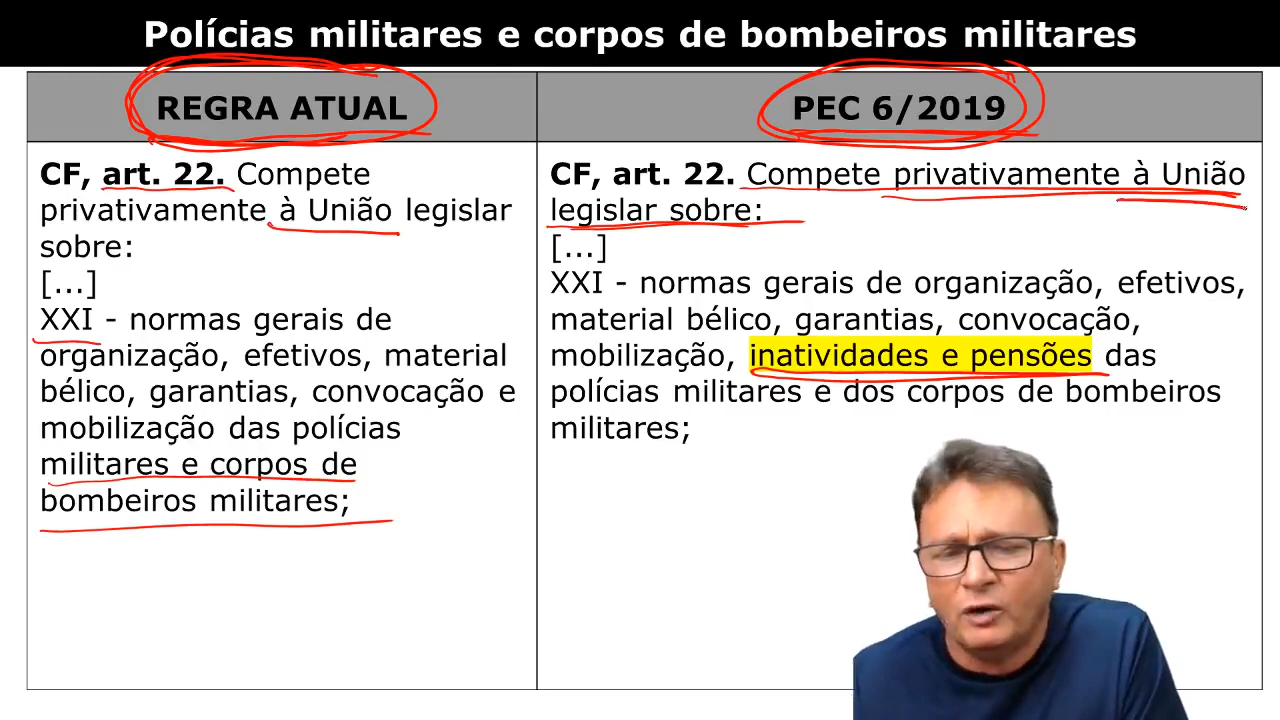 Polícias militares e corpos de bombeiros militares
REGRA ATUAL
CF, art. 22. Compete
privativamente à União legislar
sobre:
[...]
XXI - normas gerais de
organização, efetivos, material
bélico, garantias, convocação e
mobilização das polícias
militares e corpos de
bombeiros militares;
PEC 6/2019
CF, art. 22. Compete privativamente à União
legislar sobre:
[...]
XXI - normas gerais de organização, efetivos,
material bélico, garantias, convocação,
mobilização, inatividades e pensões das
polícias militares e dos corpos de bombeiros
militares;